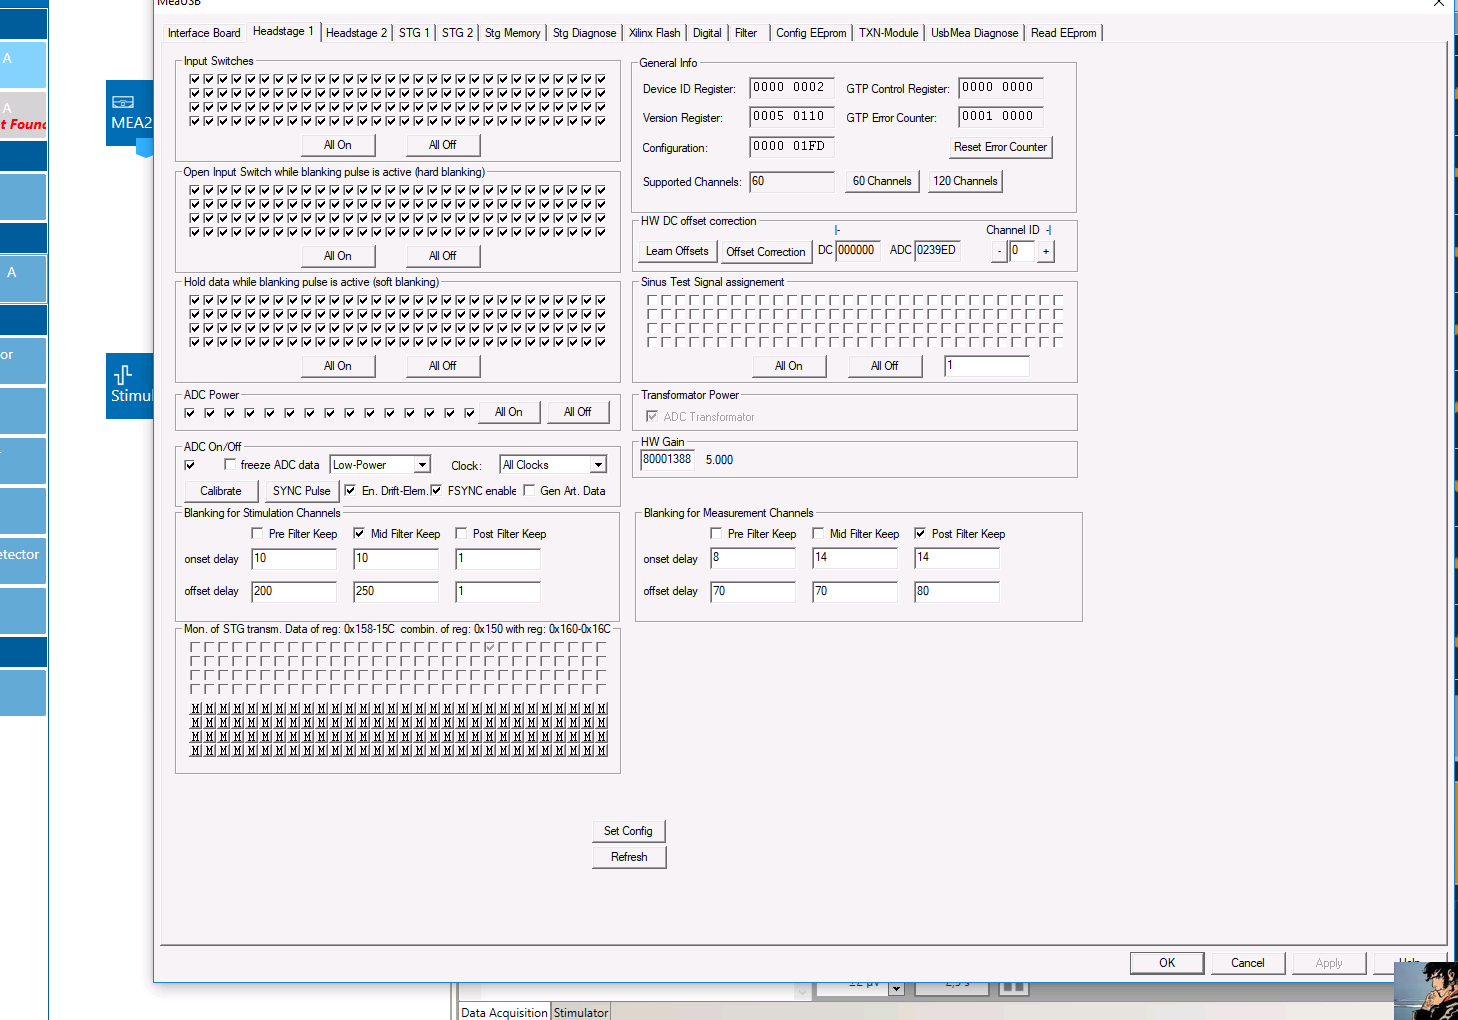 MeaUSB
Interface Board Headstage 1 Headstage 2 STG 1 STG 2 Stg Memory Stg Diagnose Xilinx Flash Digital Filter Config EEprom TXN-Module UsbMea Diagnose Read EEprom
A
A
t Found
MEA2
A
or
Stimul
etector
Input Switches
All On All Off
Open Input Switch while blanking pulse is active (hard blanking)
All On All Off
Hold data while blanking pulse is active (soft blanking)
All On All Off
ADC Power
All On All Off
ADC On/Off
freeze ADC data Low-Power Clock: All Clocks
Calibrate SYNC Pulse En. Drift-Elem. FSYNC enable Gen Art. Data
Blanking for Stimulation Channels
Pre Filter Keep Mid Filter Keep Post Filter Keep
onset delay 10 10 1
offset delay 200 250 1
Mon. of STG transm. Data of reg: 0x158-15C combin. of reg: 0x150 with reg: 0x160-0x16C
General Info
Device ID Register: 0000 0002 GTP Control Register: 0000 0000
Version Register: 0005 0110 GTP Error Counter: 0001 0000
Configuration: 0000 01FD Reset Error Counter
Supported Channels: 60 60 Channels 120 Channels
HW DC offset correction
|- Channel ID -|
Learn Offsets Offset Correction DC 000000 ADC 0239ED - 0 +
Sinus Test Signal assignement
All On All Off 1
Transformator Power
ADC Transformator
HW Gain
80001388 5.000
Blanking for Measurement Channels
Pre Filter Keep Mid Filter Keep Post Filter Keep
onset delay 8 14 14
offset delay 70 70 80
Set Config
Refresh
OK Cancel Apply Help
Data Acquisition Stimulator